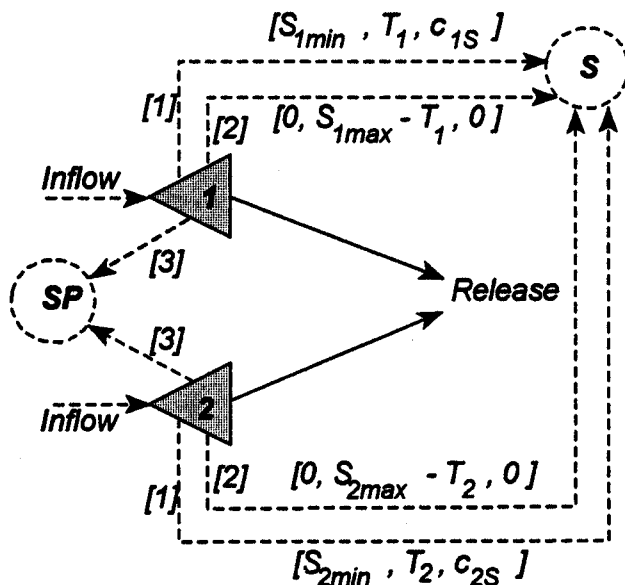 [S1min , T1, c1S ]
S
[1]
[2]
[0, S1max - T1, 0 ]
Inflow
1
[3]
SP
Release
[3]
2
Inflow
[2]
[0, S2max - T2 , 0 ]
[1]
[S2min , T2, c2S ]